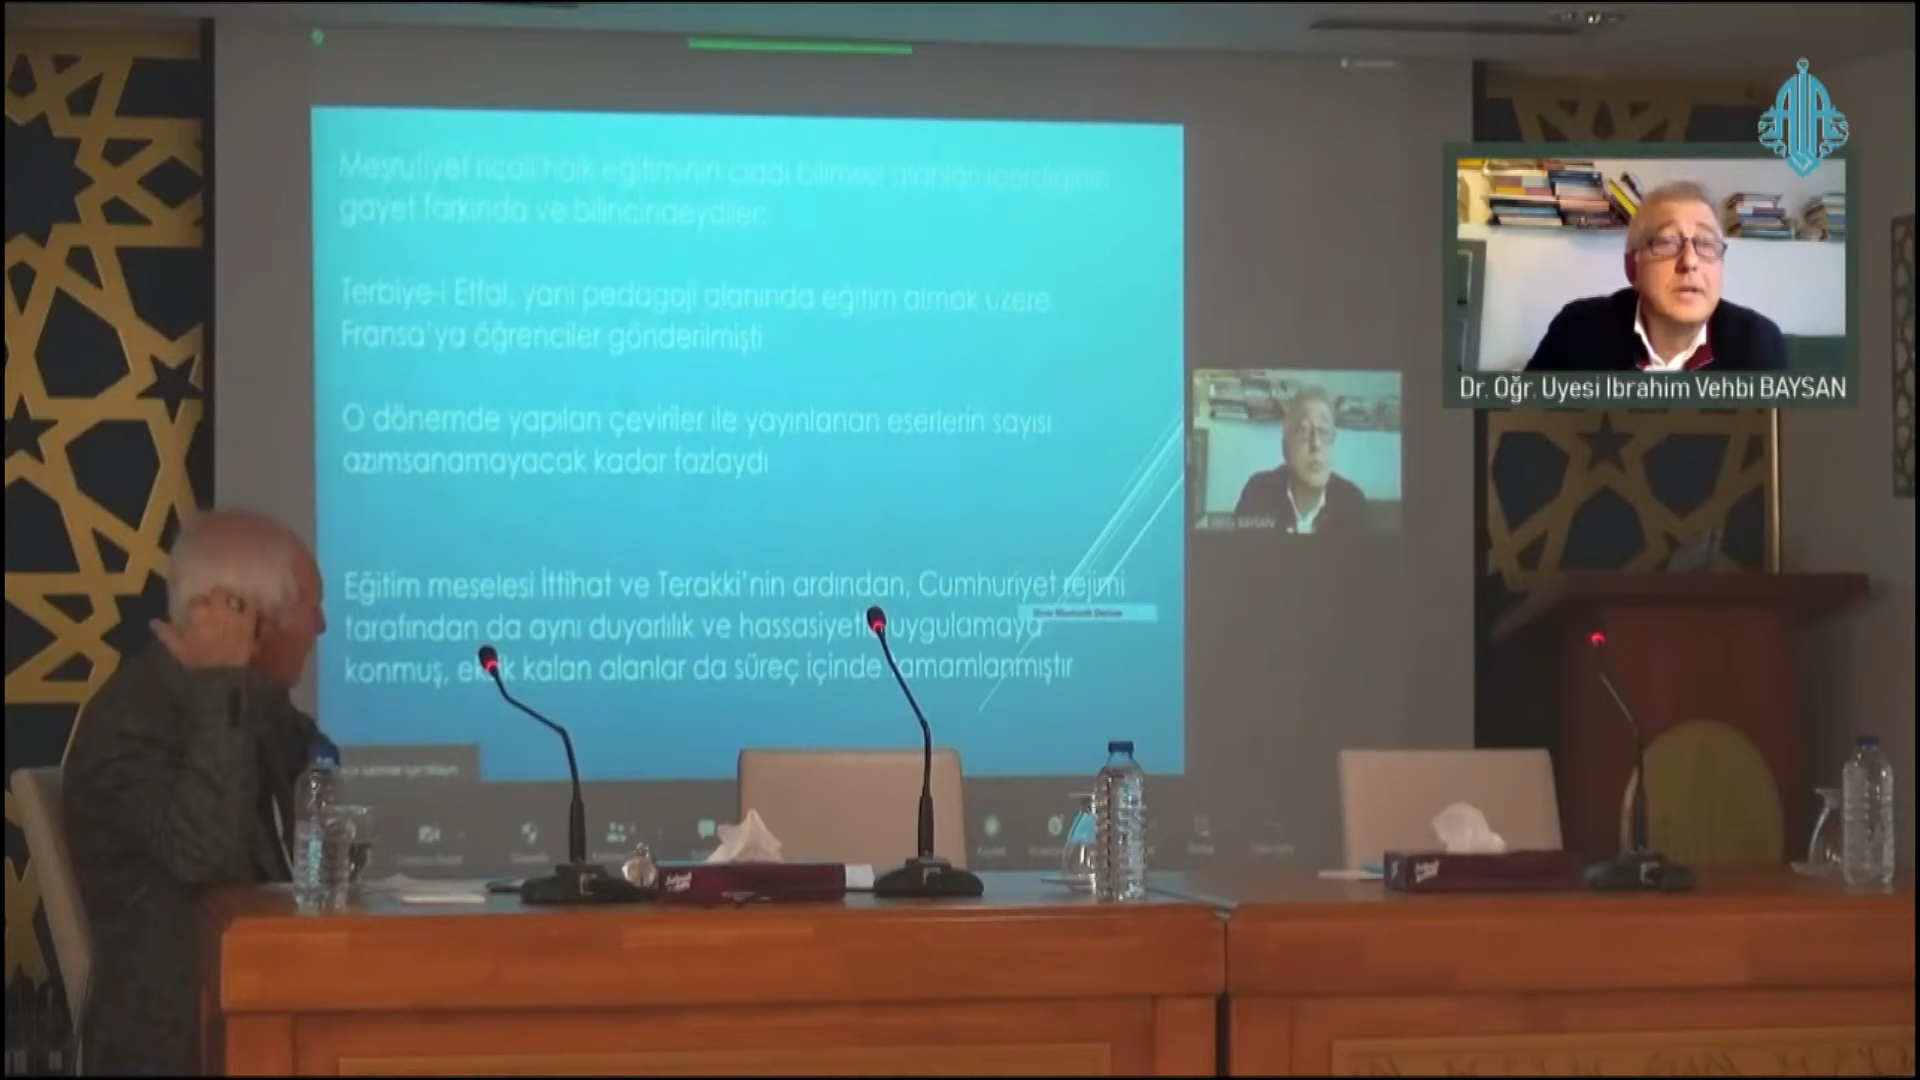 Meşrutiyet ricali halk eğitiminin ciddi bilimsel alanları içerdiğinin
gayet farkında ve bilincindeydiler.
Terbiye-i Etfal, yani pedagoji alanında eğitim almak üzere
Fransa'ya öğrenciler gönderilmişti
O dönemde yapılan çeviriler ile yayınlanan eserlerin sayısı
azımsanamayacak kadar fazlaydı
Eğitim meselesi İttihat ve Terakki'nin ardından, Cumhuriyet rejimi
tarafından da aynı duyarlılık ve hassasiyetle uygulamaya
konmuş, eksik kalan alanlar da süreç içinde tamamlanmıştır
BAYSAN
Dr. Öğr. Üyesi İbrahim Vehbi BAYSAN